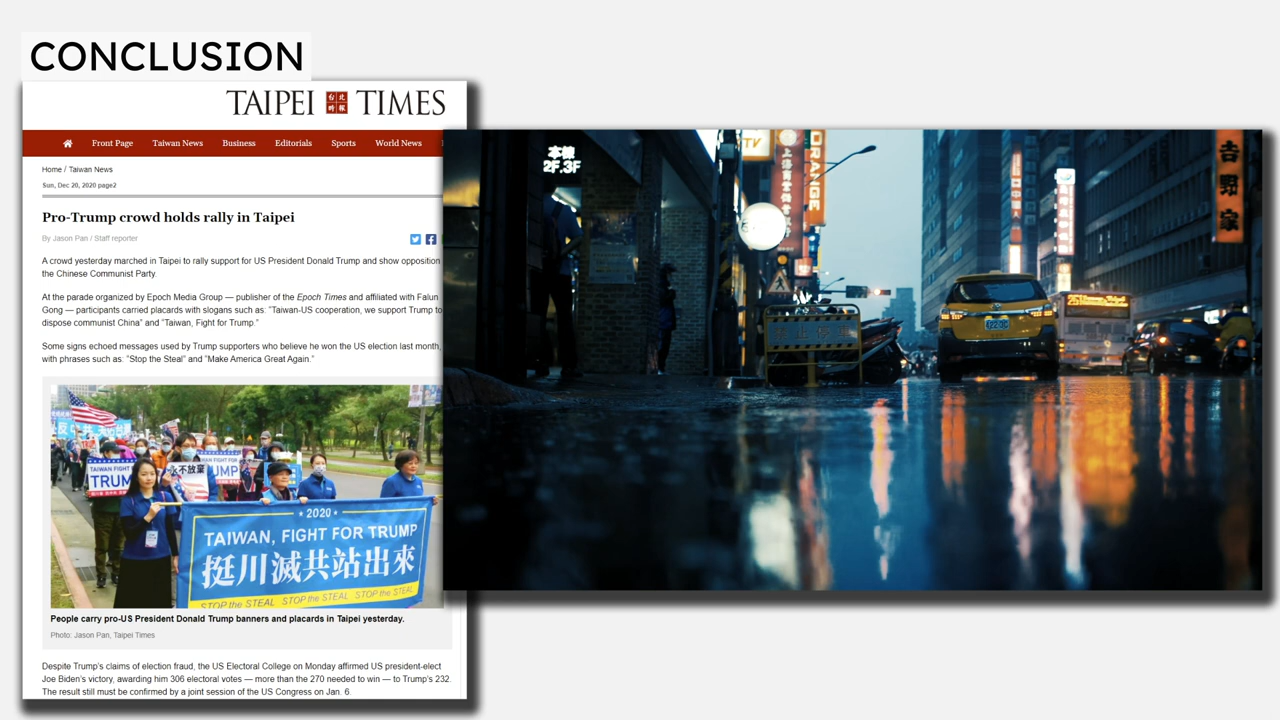 CONCLUSION
TAIPEI 台北時報 TIMES
Front Page Taiwan News Business Editorials Sports World News
Home / Taiwan News
Sun, Dec 20, 2020 page2
Pro-Trump crowd holds rally in Taipei
By Jason Pan / Staff reporter
A crowd yesterday marched in Taipei to rally support for US President Donald Trump and show opposition
the Chinese Communist Party.
At the parade organized by Epoch Media Group — publisher of the Epoch Times and affiliated with Falun
Gong — participants carried placards with slogans such as: “Taiwan-US cooperation, we support Trump to
dispose communist China” and “Taiwan, Fight for Trump.”
Some signs echoed messages used by Trump supporters who believe he won the US election last month,
with phrases such as: “Stop the Steal” and “Make America Great Again.”
TAIWAN FIGHT FOR
TRUM
永不放棄
UMP
★ 2020 ★
TAIWAN, FIGHT FOR TRUMP
挺川滅共站出來
STOP the STEAL STOP the STEAL STOP the STEAL
People carry pro-US President Donald Trump banners and placards in Taipei yesterday.
Photo: Jason Pan, Taipei Times
Despite Trump’s claims of election fraud, the US Electoral College on Monday affirmed US president-elect
Joe Biden’s victory, awarding him 306 electoral votes — more than the 270 needed to win — to Trump’s 232.
The result still must be confirmed by a joint session of the US Congress on Jan. 6.
本棟
2F.3F
TV
ORANGE
上海商業
吉野家